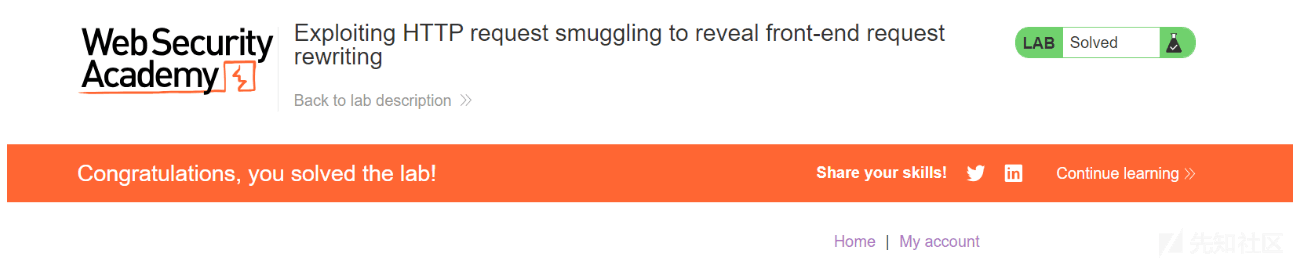 Web Security
Academy
Exploiting HTTP request smuggling to reveal front-end request
rewriting
Back to lab description
LAB Solved
Congratulations, you solved the lab!
Share your skills!
Continue learning
Home | My account
先知社区